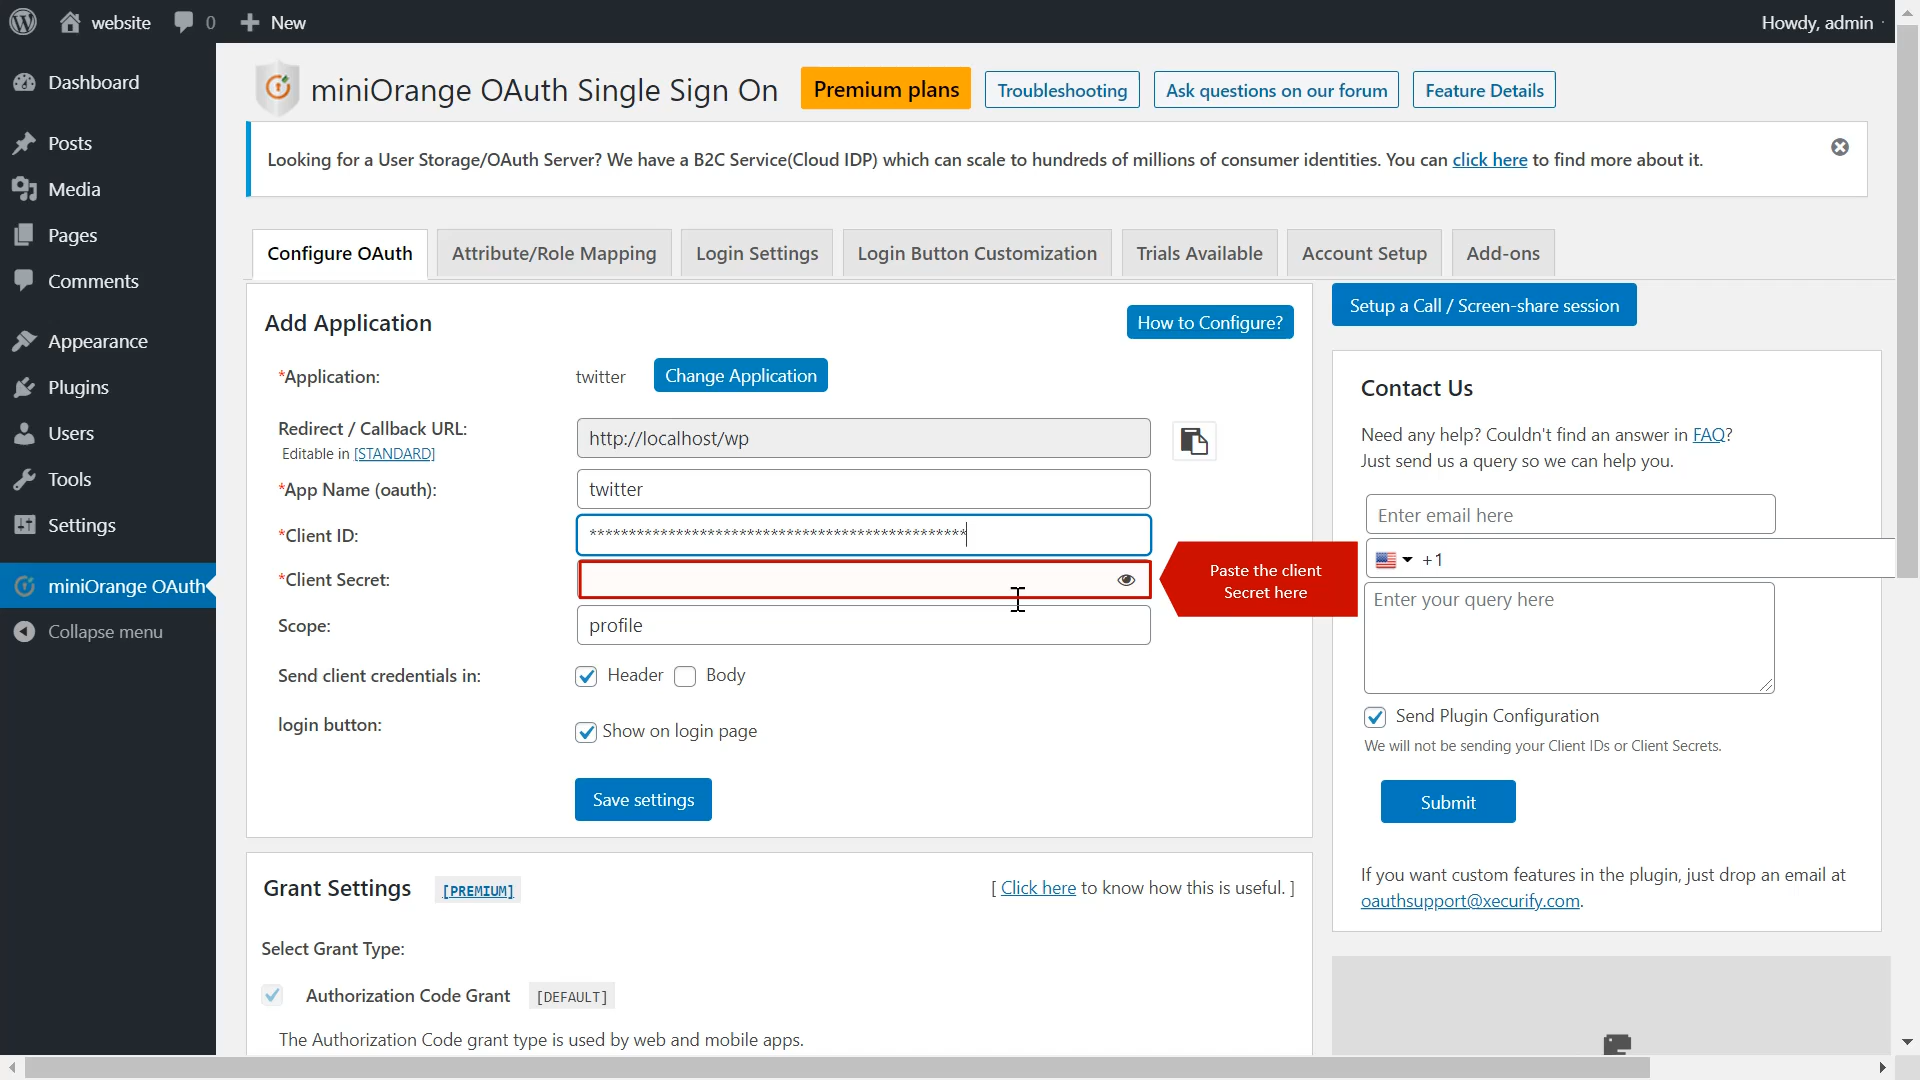 website
0
New
Howdy, admin
Dashboard
Posts
Media
Pages
Comments
Appearance
Plugins
Users
Tools
Settings
miniOrange OAuth
Collapse menu
miniOrange OAuth Single Sign On
Premium plans
Troubleshooting
Ask questions on our forum
Feature Details
Looking for a User Storage/OAuth Server? We have a B2C Service(Cloud IDP) which can scale to hundreds of millions of consumer identities. You can click here to find more about it.
Configure OAuth
Attribute/Role Mapping
Login Settings
Login Button Customization
Trials Available
Account Setup
Add-ons
Add Application
How to Configure?
*Application:
twitter
Change Application
Redirect / Callback URL:
Editable in [STANDARD]
http://localhost/wp
*App Name (oauth):
twitter
*Client ID:
**************************************************
*Client Secret:
Paste the client
Secret here
Scope:
profile
Send client credentials in:
Header
Body
login button:
Show on login page
Save settings
Grant Settings
[PREMIUM]
[ Click here to know how this is useful. ]
Select Grant Type:
Authorization Code Grant
[DEFAULT]
The Authorization Code grant type is used by web and mobile apps.
Setup a Call / Screen-share session
Contact Us
Need any help? Couldn't find an answer in FAQ?
Just send us a query so we can help you.
Enter email here
+1
Enter your query here
Send Plugin Configuration
We will not be sending your Client IDs or Client Secrets.
Submit
If you want custom features in the plugin, just drop an email at
oauthsupport@xecurify.com.